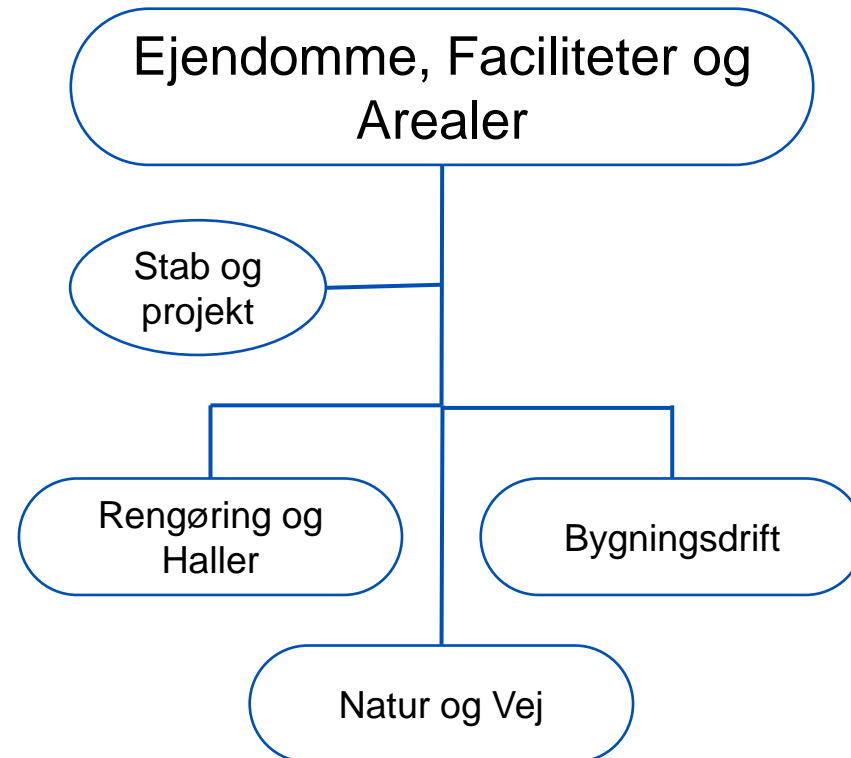 Ejendomme, Faciliteter og
Arealer
Stab og
projekt
Rengøring og
Haller
Bygningsdrift
Natur og Vej